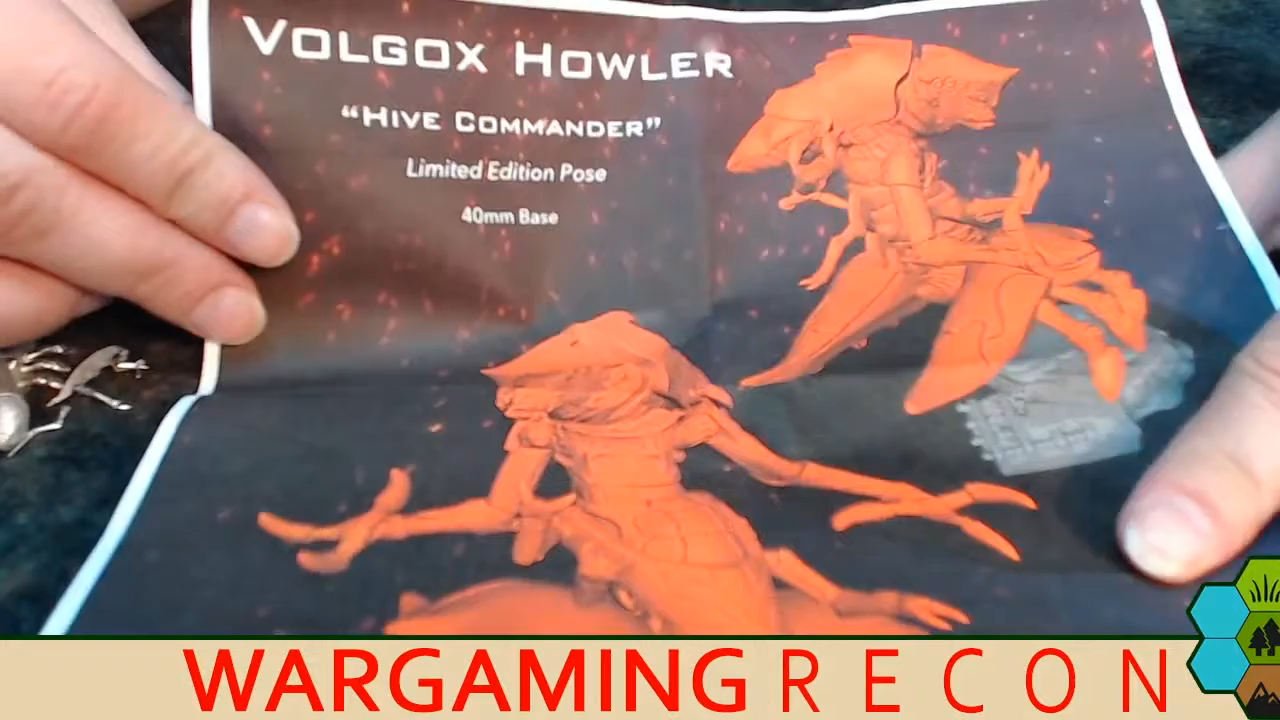 VOLGOX HOWLER
“HIVE COMMANDER”
Limited Edition Pose
40mm Base
WARGAMING RECON